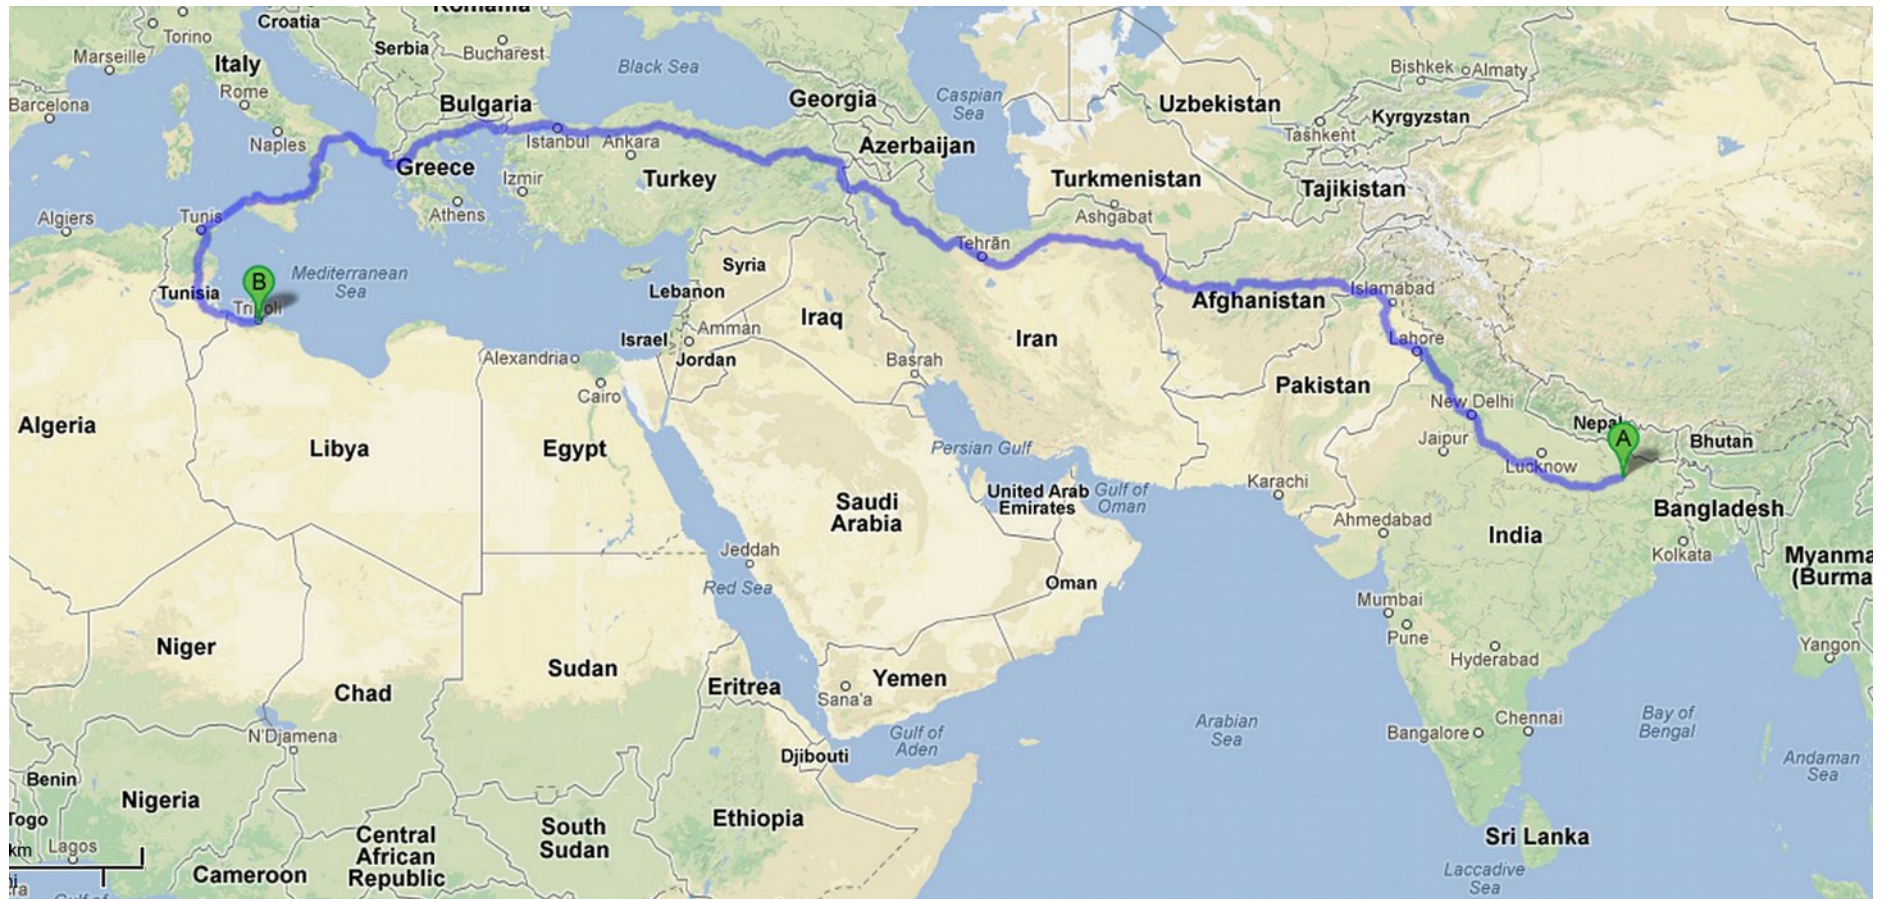 Romania
Croatia
Torino
Serbia
Bucharest
Marseille
Italy
Rome
Barcelona
Bulgaria
Black Sea
Georgia
Caspian
Sea
Uzbekistan
Bishkek
Almaty
Kyrgyzstan
Tashkent
Naples
Istanbul
Ankara
Azerbaijan
Greece
Izmir
Turkey
Turkmenistan
Tajikistan
Ashgabat
Algiers
Tunis
Athens
Tehrān
Syria
B
Mediterranean
Sea
Tunisia
Tripoli
Lebanon
Islamabad
Afghanistan
Iraq
Amman
Israel
Jordan
Iran
Lahore
Alexandria
Basrah
Cairo
Pakistan
New Delhi
Algeria
Libya
Egypt
Persian Gulf
Jaipur
Nepal
A
Bhutan
Lucknow
Karachi
United Arab
Emirates
Gulf of
Oman
Saudi
Arabia
Ahmedabad
India
Bangladesh
Kolkata
Myanma
(Burma
Jeddah
Red Sea
Oman
Mumbai
Pune
Hyderabad
Yangon
Niger
Chad
Sudan
Eritrea
Yemen
Sana'a
Arabian
Sea
Bay of
Bengal
Chennai
Bangalore
N'Djamena
Gulf of
Aden
Djibouti
Andaman
Sea
Benin
Nigeria
Togo
Ethiopia
South
Sudan
Central
African
Republic
Sri Lanka
km
Lagos
Cameroon
Laccadive
Sea
Gulf of